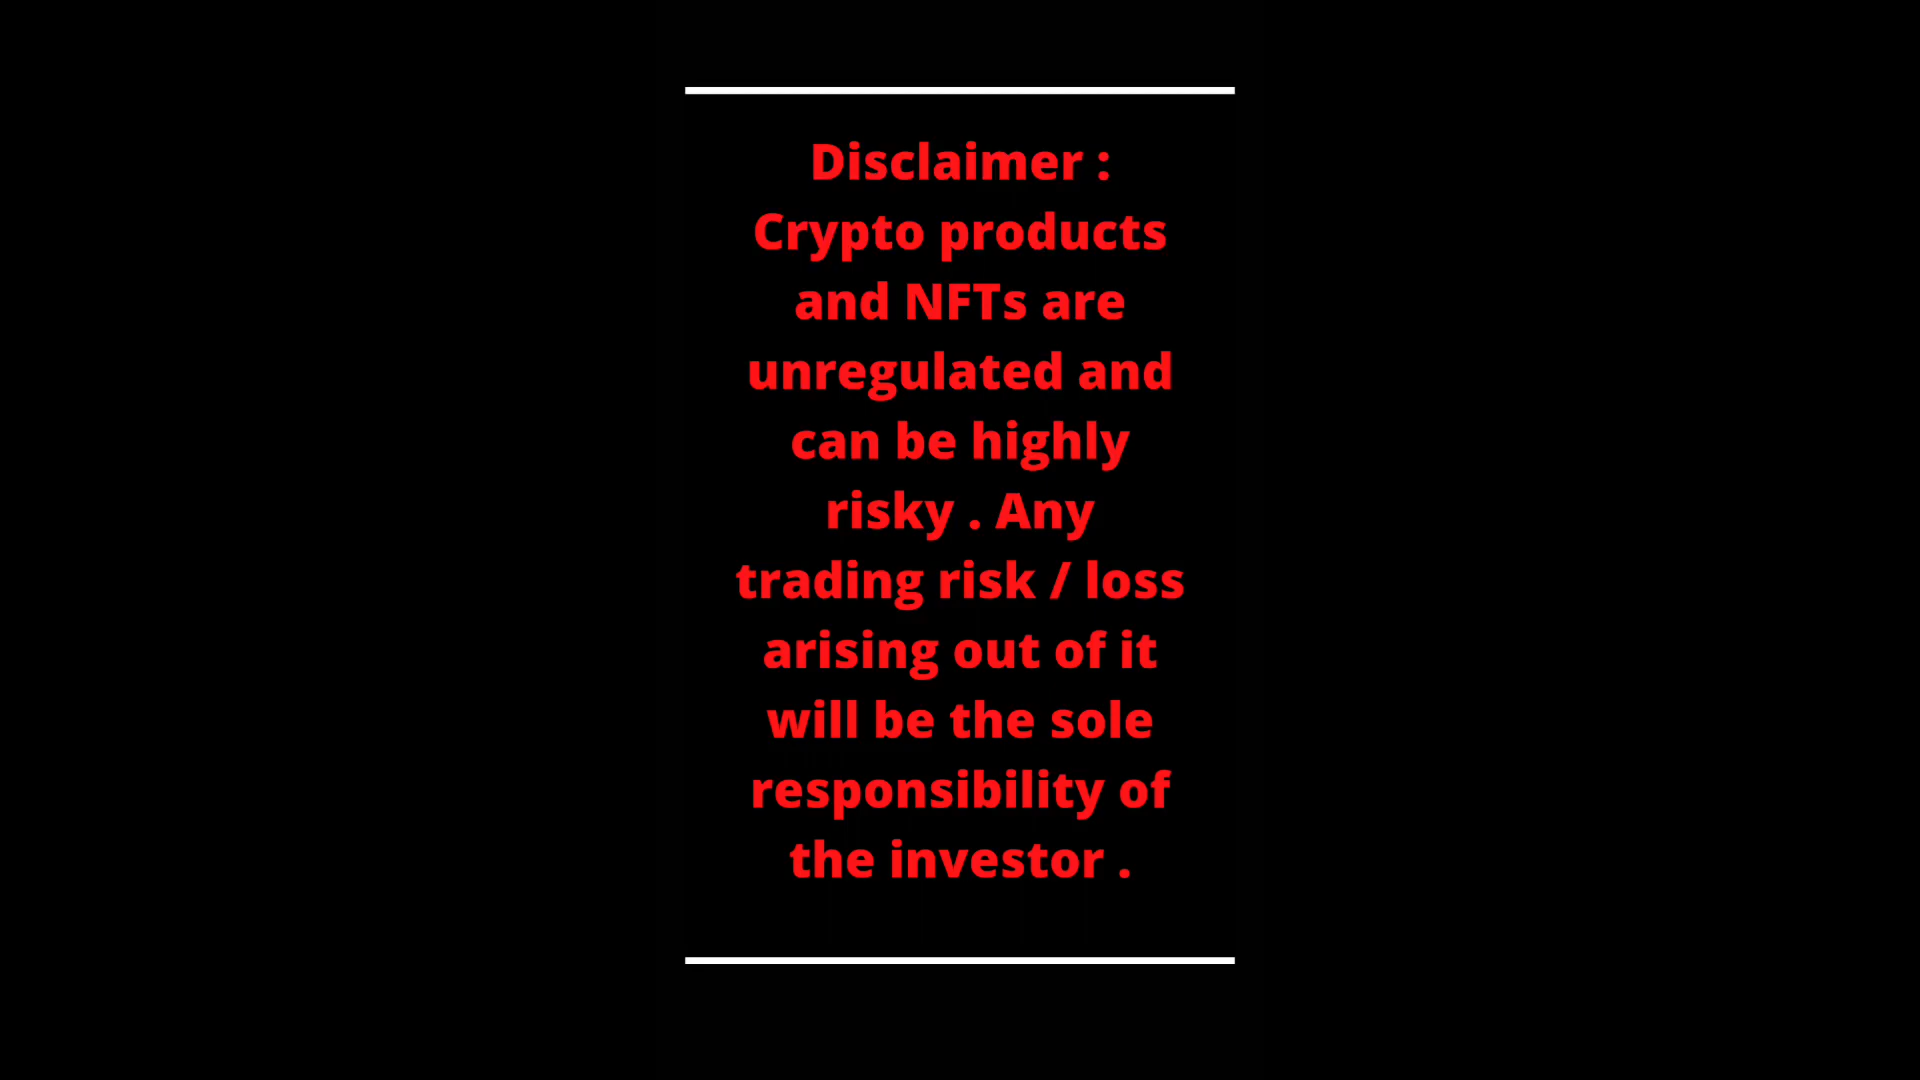 Disclaimer :
Crypto products
and NFTs are
unregulated and
can be highly
risky . Any
trading risk / loss
arising out of it
will be the sole
responsibility of
the investor .